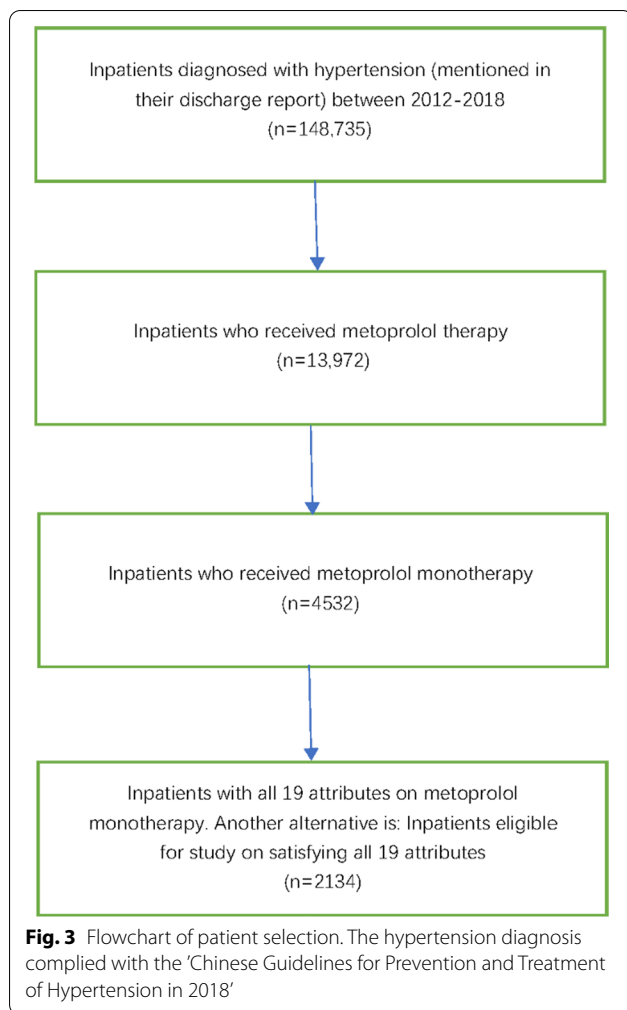 Inpatients diagnosed with hypertension (mentioned in
their discharge report) between 2012-2018
(n=148,735)
Inpatients who received metoprolol therapy
(n=13,972)
Inpatients who received metoprolol monotherapy
(n=4532)
Inpatients with all 19 attributes on metoprolol
monotherapy. Another alternative is: Inpatients eligible
for study on satisfying all 19 attributes
(n=2134)
Fig. 3 Flowchart of patient selection. The hypertension diagnosis
complied with the ’Chinese Guidelines for Prevention and Treatment
of Hypertension in 2018’